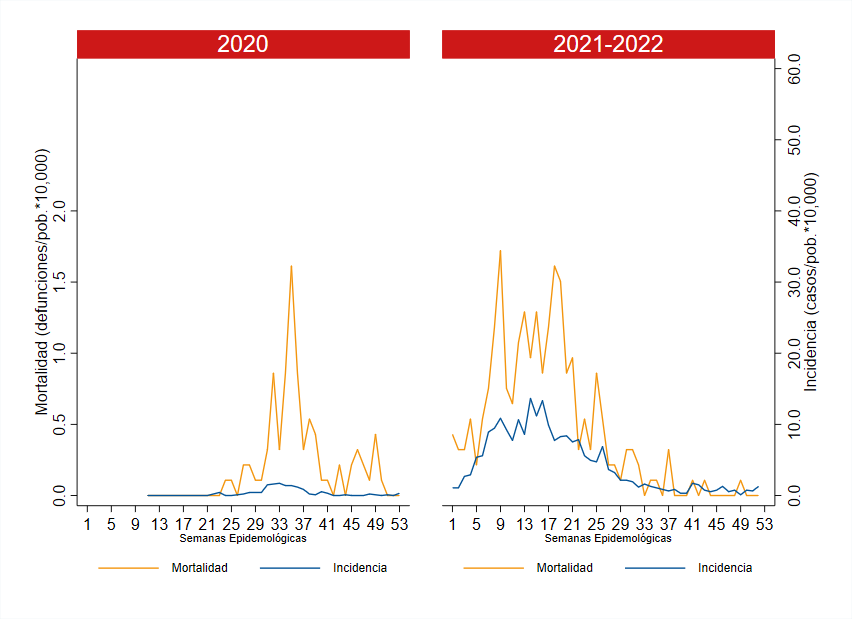 2020
2021-2022
Mortalidad (defunciones/pob.*10,000)
0.0 0.5 1.0 1.5 2.0
1 5 9 13 17 21 25 29 33 37 41 45 49 53
Semanas Epidemológicas
Mortalidad Incidencia
1 5 9 13 17 21 25 29 33 37 41 45 49 53
Semanas Epidemológicas
Mortalidad Incidencia
0.0 10.0 20.0 30.0 40.0 50.0 60.0
Incidencia (casos/pob.*10,000)